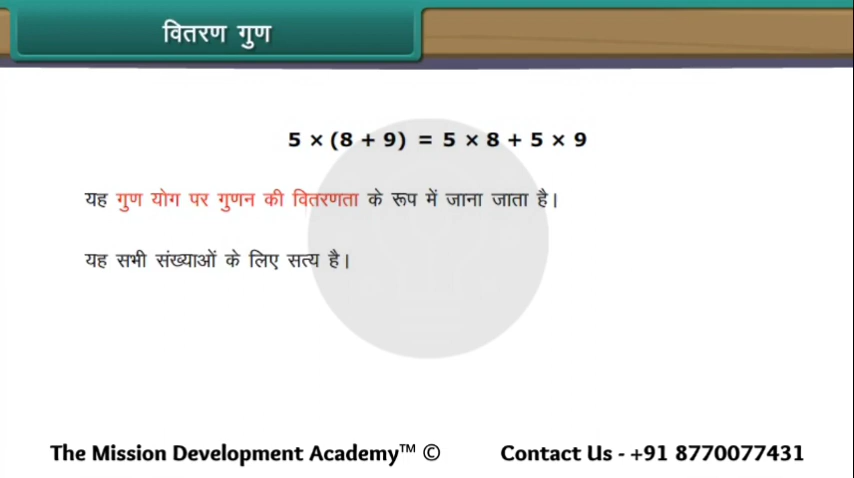 वितरण गुण
5 × (8 + 9) = 5 × 8 + 5 × 9
यह गुण योग पर गुणन की वितरणता के रूप में जाना जाता है।
यह सभी संख्याओं के लिए सत्य है।
The Mission Development Academy™ © Contact Us - +91 8770077431